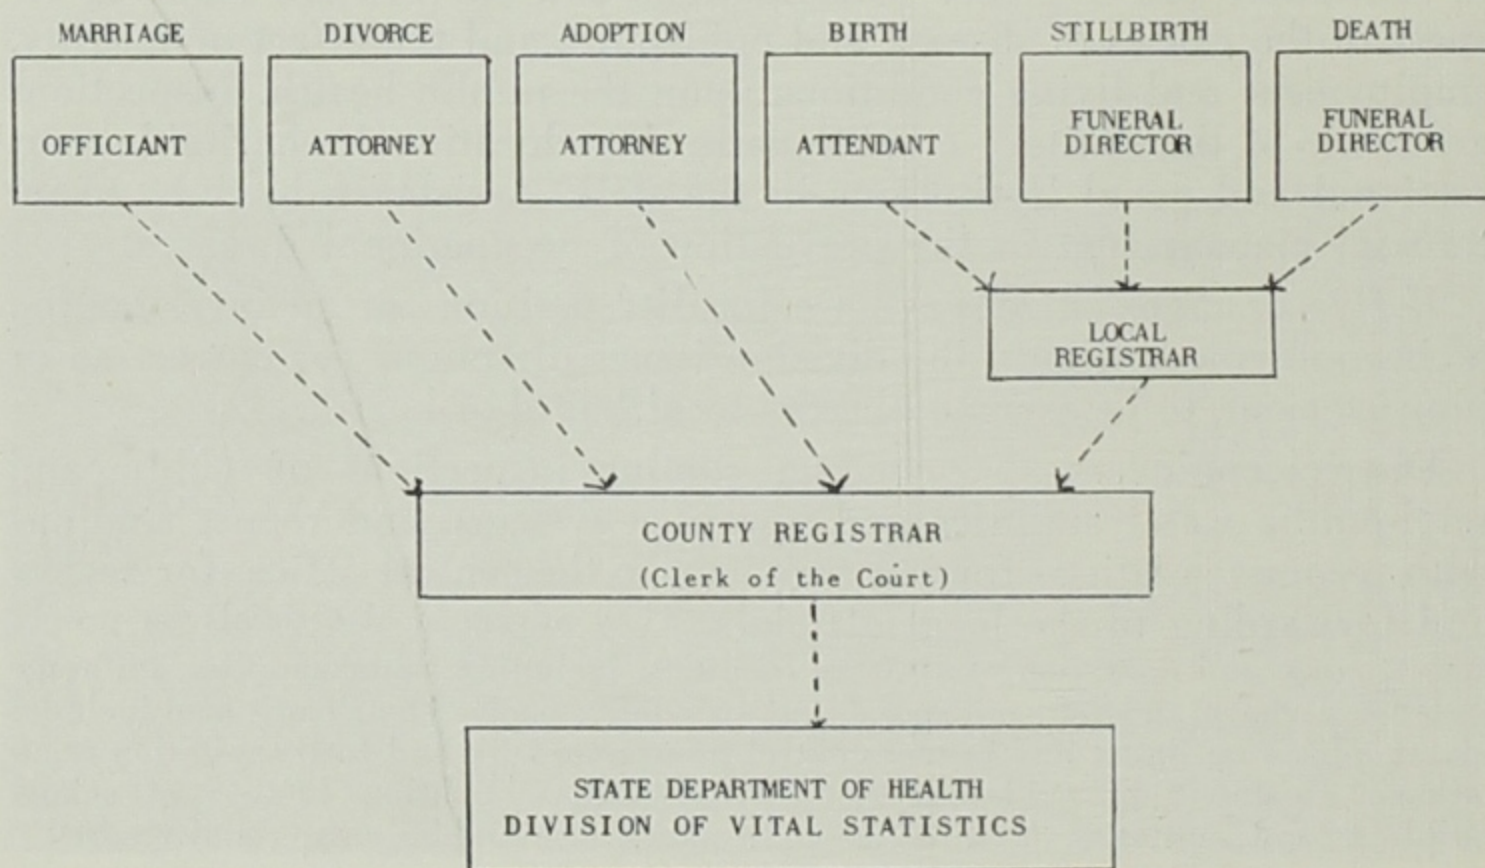 MARRIAGE DIVORCE ADOPTION BIRTH STILLBIRTH DEATH
OFFICIANT ATTORNEY ATTORNEY ATTENDANT FUNERAL DIRECTOR FUNERAL DIRECTOR
LOCAL
REGISTRAR
COUNTY REGISTRAR
(Clerk of the Court)
STATE DEPARTMENT OF HEALTH
DIVISION OF VITAL STATISTICS